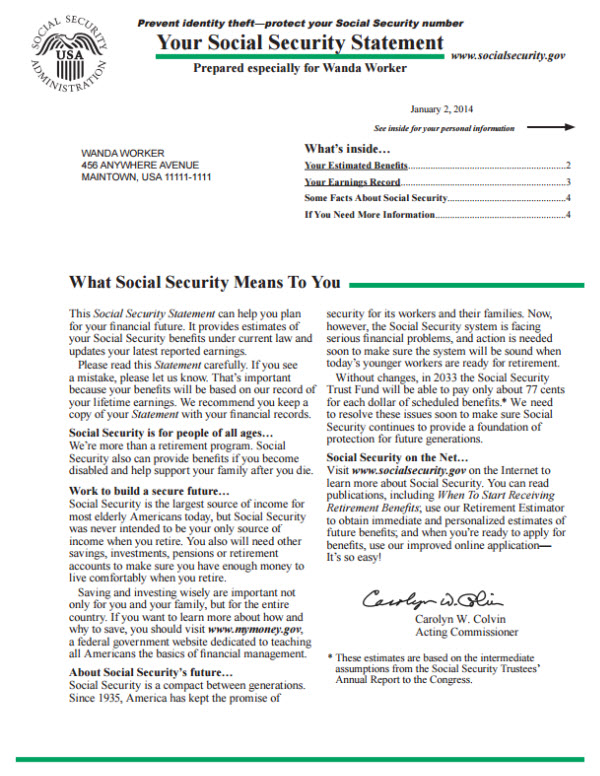 SOCIAL SECURITY
USA
ADMINISTRATION
Prevent identity theft—protect your Social Security number
Your Social Security Statement
www.socialsecurity.gov
Prepared especially for Wanda Worker
January 2, 2014
See inside for your personal information
WANDA WORKER
456 ANYWHERE AVENUE
MAINTOWN, USA 11111-1111
What's inside…
Your Estimated Benefits..........................................................2
Your Earnings Record............................................................3
Some Facts About Social Security............................................4
If You Need More Information.................................................4
What Social Security Means To You
This Social Security Statement can help you plan
for your financial future. It provides estimates of
your Social Security benefits under current law and
updates your latest reported earnings.
Please read this Statement carefully. If you see
a mistake, please let us know. That's important
because your benefits will be based on our record of
your lifetime earnings. We recommend you keep a
copy of your Statement with your financial records.
Social Security is for people of all ages…
We're more than a retirement program. Social
Security also can provide benefits if you become
disabled and help support your family after you die.
Work to build a secure future…
Social Security is the largest source of income for
most elderly Americans today, but Social Security
was never intended to be your only source of
income when you retire. You also will need other
savings, investments, pensions or retirement
accounts to make sure you have enough money to
live comfortably when you retire.
Saving and investing wisely are important not
only for you and your family, but for the entire
country. If you want to learn more about how and
why to save, you should visit www.mymoney.gov,
a federal government website dedicated to teaching
all Americans the basics of financial management.
About Social Security's future…
Social Security is a compact between generations.
Since 1935, America has kept the promise of
security for its workers and their families. Now,
however, the Social Security system is facing
serious financial problems, and action is needed
soon to make sure the system will be sound when
today's younger workers are ready for retirement.
Without changes, in 2033 the Social Security
Trust Fund will be able to pay only about 77 cents
for each dollar of scheduled benefits.* We need
to resolve these issues soon to make sure Social
Security continues to provide a foundation of
protection for future generations.
Social Security on the Net…
Visit www.socialsecurity.gov on the Internet to
learn more about Social Security. You can read
publications, including When To Start Receiving
Retirement Benefits; use our Retirement Estimator
to obtain immediate and personalized estimates of
future benefits; and when you're ready to apply for
benefits, use our improved online application—
It's so easy!
Carolyn W. Colvin
Carolyn W. Colvin
Acting Commissioner
* These estimates are based on the intermediate
assumptions from the Social Security Trustees'
Annual Report to the Congress.